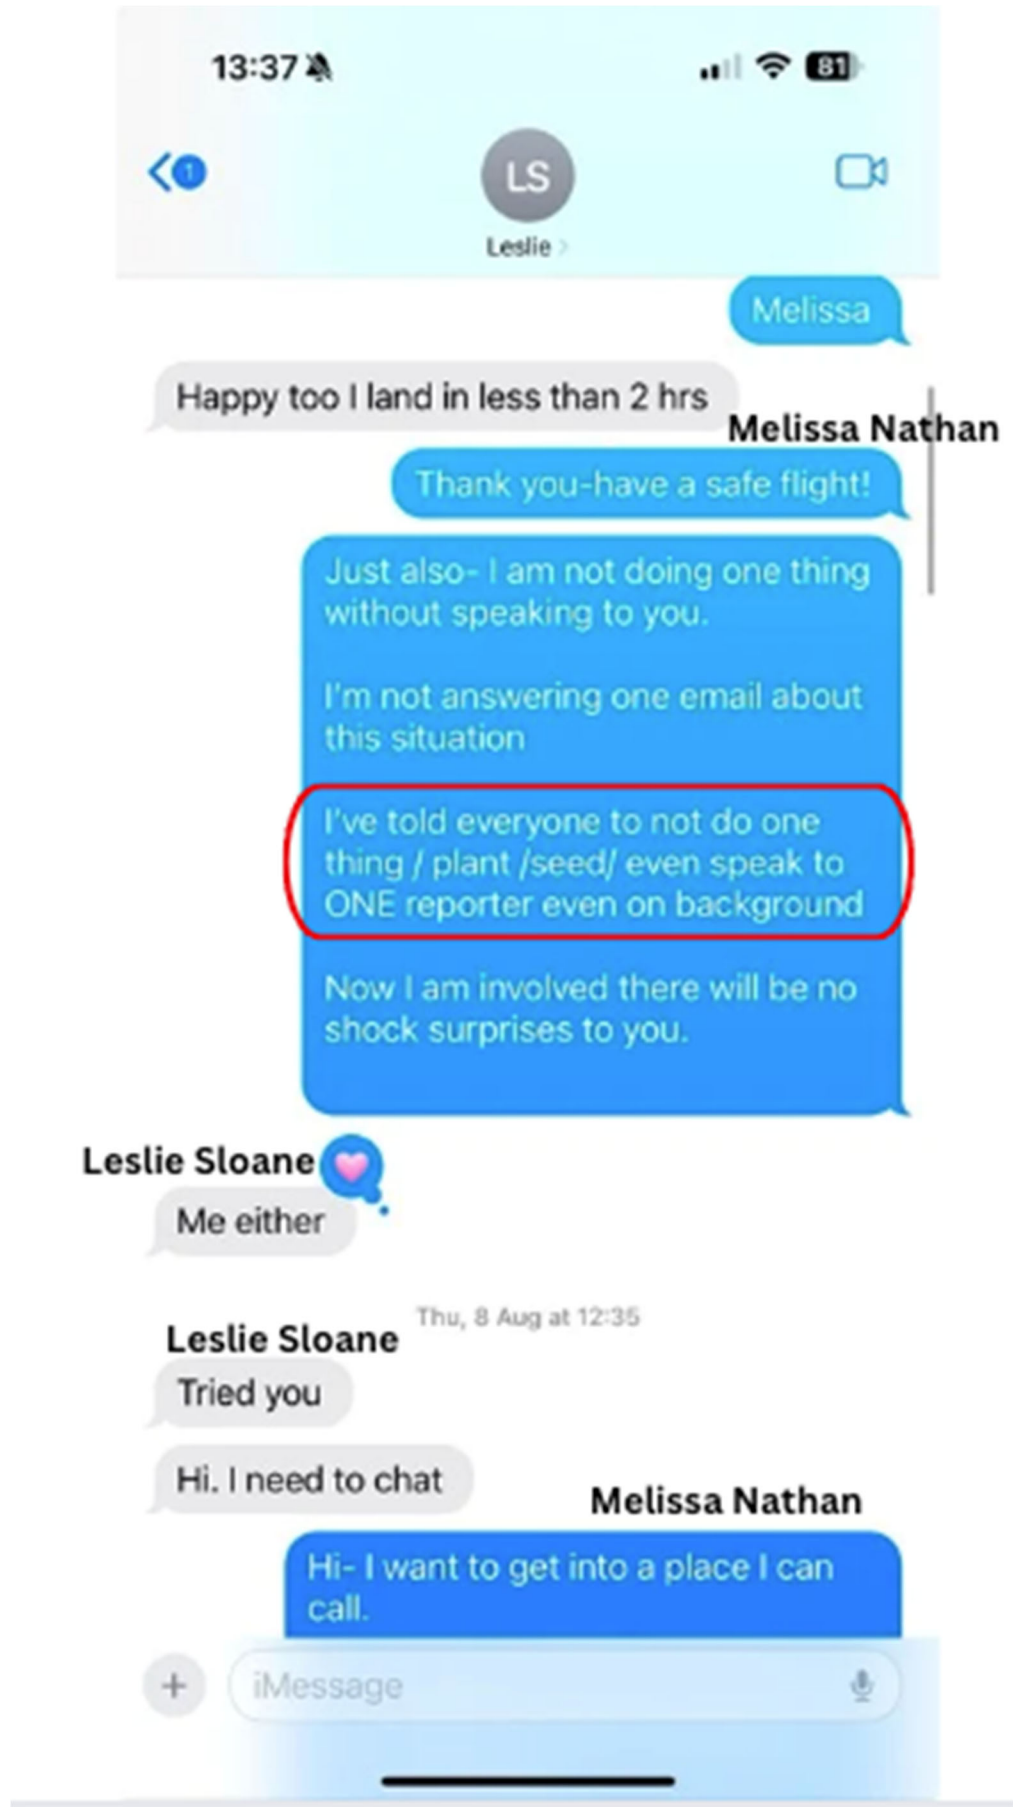 13:37
81
1
LS
Leslie >
Melissa
Happy too I land in less than 2 hrs
Melissa Nathan
Thank you-have a safe flight!
Just also- I am not doing one thing
without speaking to you.
I'm not answering one email about
this situation
I've told everyone to not do one
thing / plant /seed/ even speak to
ONE reporter even on background
Now I am involved there will be no
shock surprises to you.
Leslie Sloane
Me either
Thu, 8 Aug at 12:35
Leslie Sloane
Tried you
Hi. I need to chat
Melissa Nathan
Hi- I want to get into a place I can
call.
iMessage